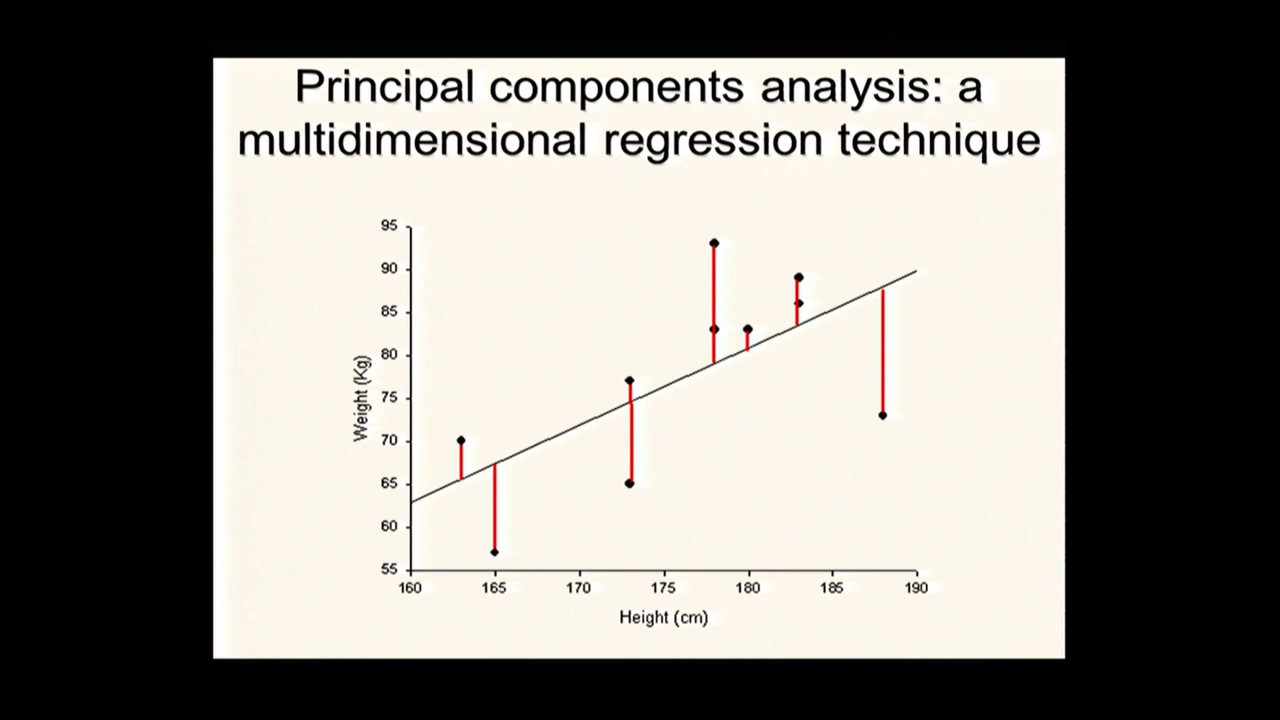 Principal components analysis: a
multidimensional regression technique
95
90
85
80
75
70
65
60
55
Weight (Kg)
160 165 170 175 180 185 190
Height (cm)